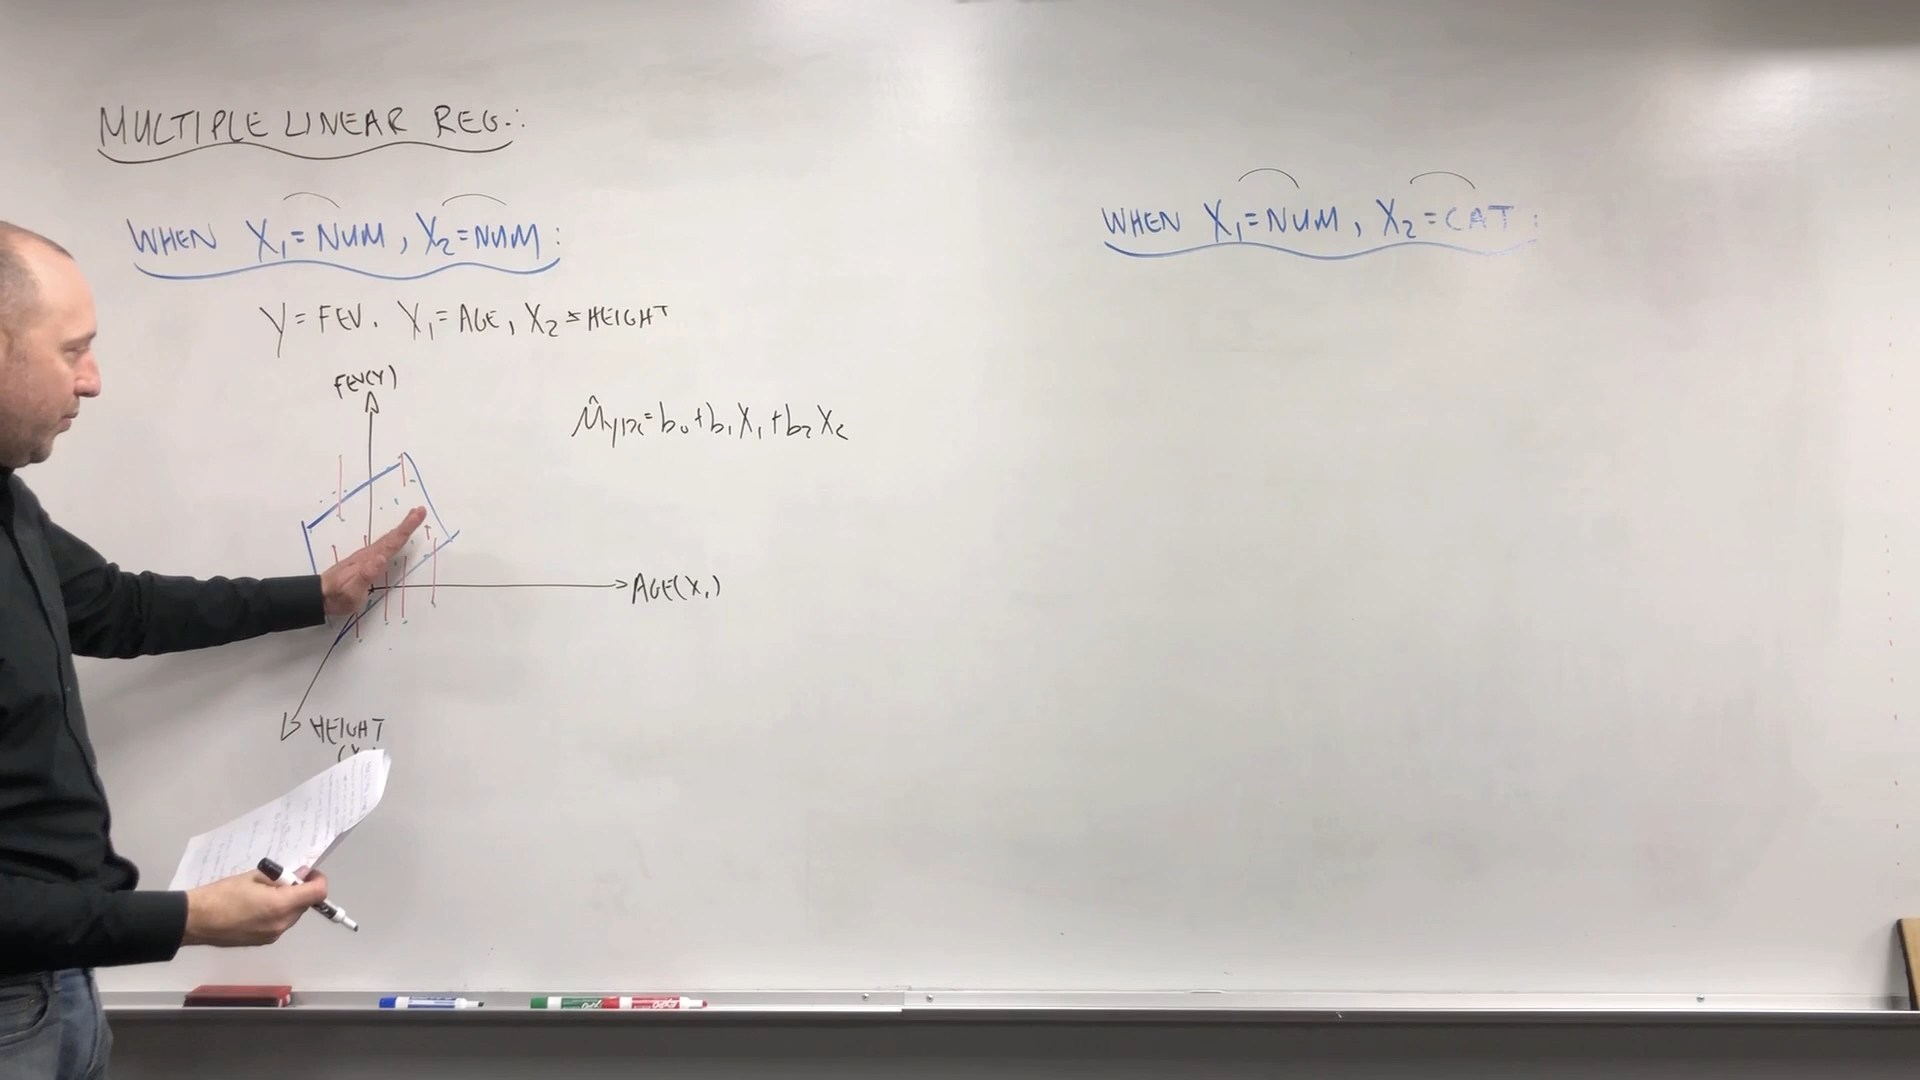 MULTIPLE LINEAR REG.:
WHEN X₁=NUM, X₂=NUM:
Y=FEV. X₁=AGE, X₂=HEIGHT
FEV(Y)
μ̂y|x=b₀+b₁X₁+b₂X₂
AGE(X₁)
HEIGHT
WHEN X₁=NUM, X₂=CAT: